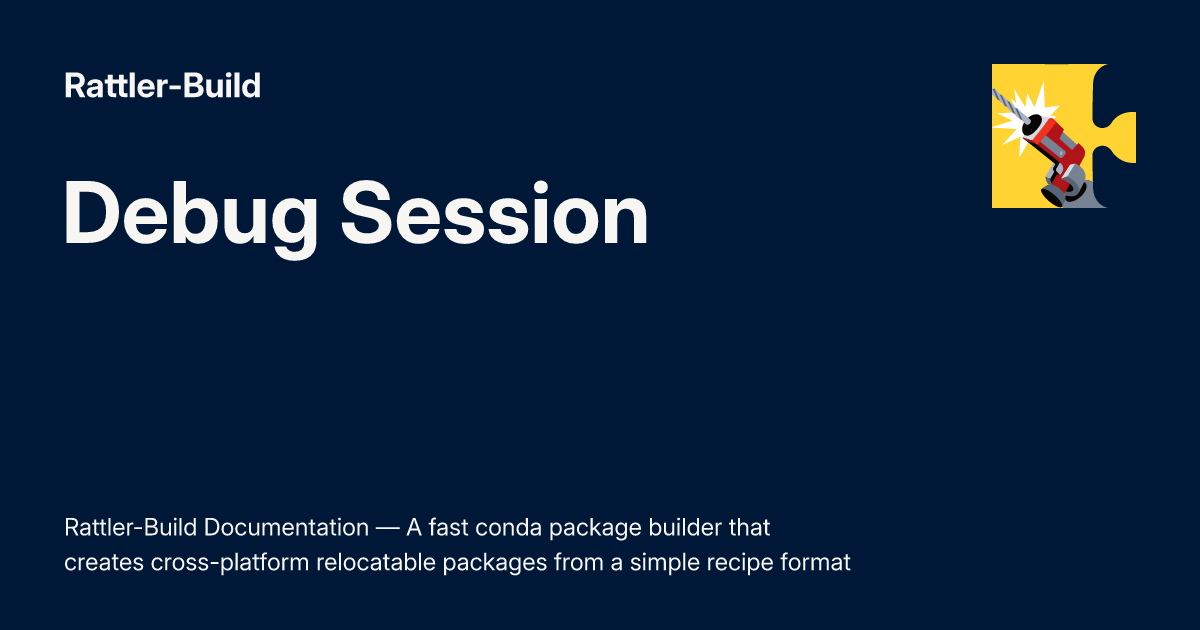 Rattler-Build
Debug Session
Rattler-Build Documentation — A fast conda package builder that
creates cross-platform relocatable packages from a simple recipe format